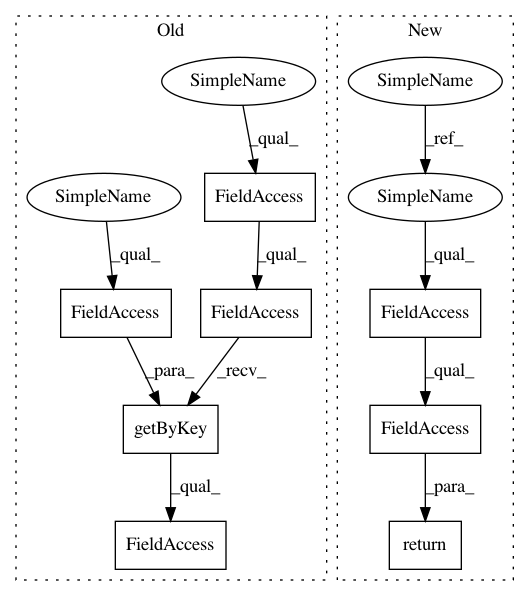 Old
New
SimpleName
SimpleName
_qual_
_ref_
SimpleName
FieldAccess
SimpleName
_qual_
_qual_
_qual_
FieldAccess
FieldAccess
FieldAccess
_para_
_recv_
_qual_
getByKey
FieldAccess
_qual_
_para_
FieldAccess
return